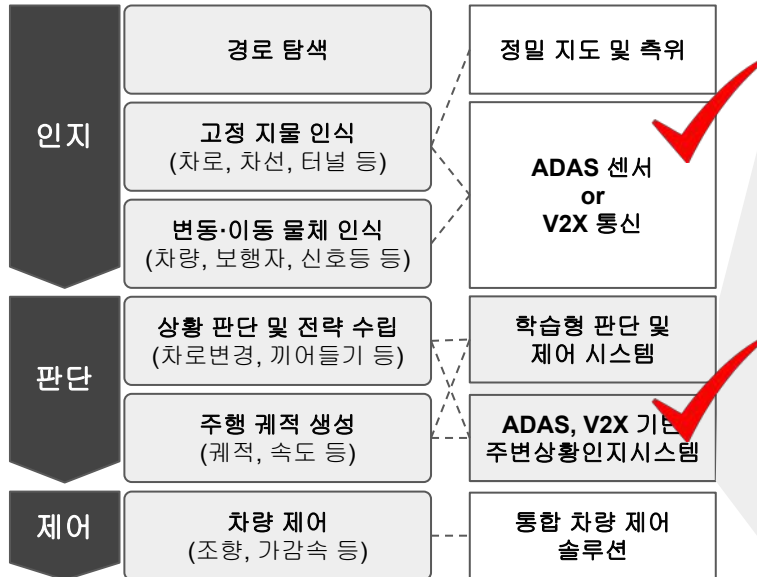 인지
경로 탐색
고정 지물 인식
(차로, 차선, 터널 등)
변동·이동 물체 인식
(차량, 보행자, 신호등 등)
정밀 지도 및 측위
ADAS 센서
or
V2X 통신
판단
상황 판단 및 전략 수립
(차로변경, 끼어들기 등)
주행 궤적 생성
(궤적, 속도 등)
학습형 판단 및
제어 시스템
ADAS, V2X 기반
주변상황인지시스템
제어
차량 제어
(조향, 가감속 등)
통합 차량 제어
솔루션